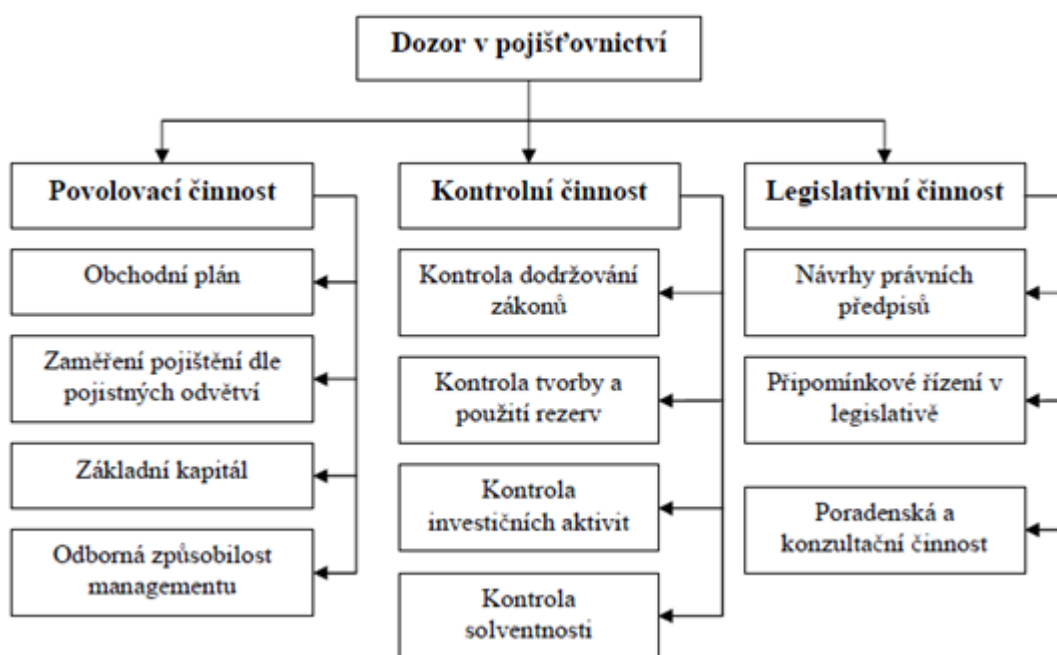 Dozor v pojišťovnictví
Povolovací činnost
Obchodní plán
Zaměření pojištění dle
pojistných odvětví
Základní kapitál
Odborná způsobilost
managementu
Kontrolní činnost
Kontrola dodržování
zákonů
Kontrola tvorby a
použití rezerv
Kontrola
investičních aktivit
Kontrola
solventnosti
Legislativní činnost
Návrhy právních
předpisů
Připomínkové řízení v
legislativě
Poradenská a
konzultační činnost